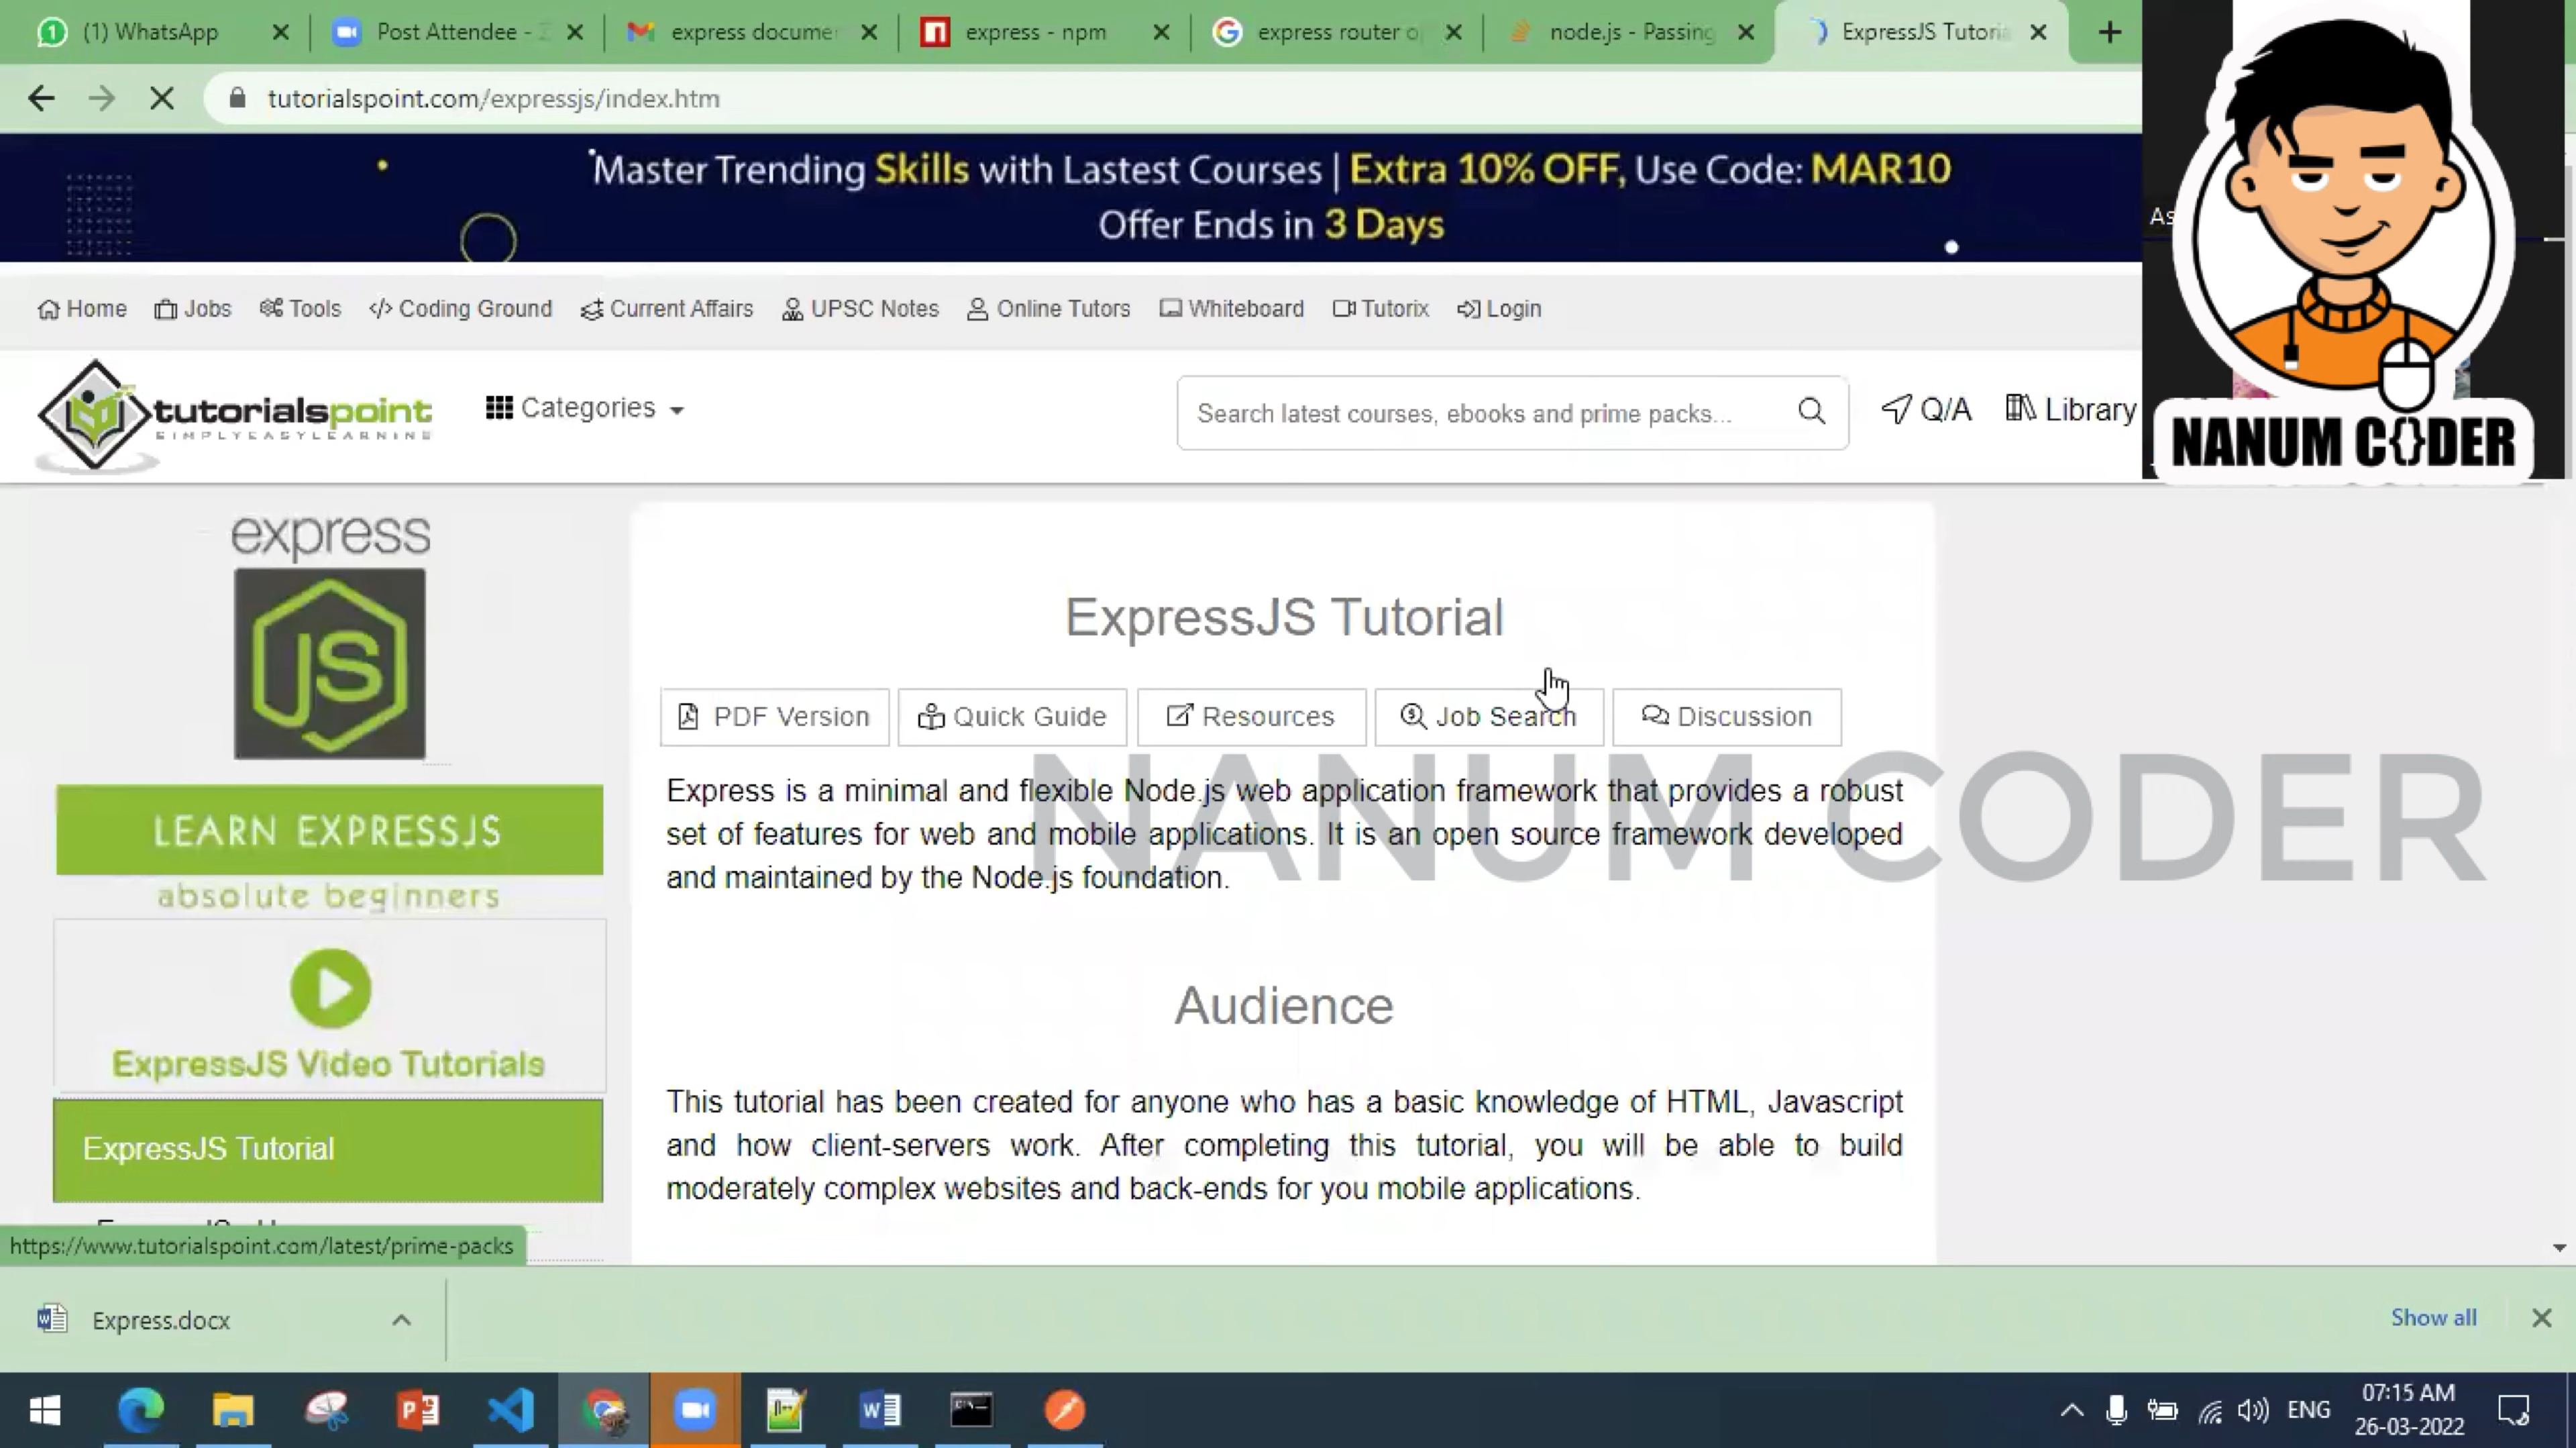 (1) WhatsApp
Post Attendee - Z
express documen
express - npm
express router op
node.js - Passing
ExpressJS Tutoria
tutorialspoint.com/expressjs/index.htm
Master Trending Skills with Lastest Courses | Extra 10% OFF, Use Code: MAR10
Offer Ends in 3 Days
As
Home
Jobs
Tools
Coding Ground
Current Affairs
UPSC Notes
Online Tutors
Whiteboard
Tutorix
Login
tutorialspoint
SIMPLYEASYLEARNING
Categories
Search latest courses, ebooks and prime packs...
Q/A
Library
NANUM C{}DER
express
JS
LEARN EXPRESSJS
absolute beginners
ExpressJS Video Tutorials
ExpressJS Tutorial
ExpressJS Tutorial
PDF Version
Quick Guide
Resources
Job Search
Discussion
NANUM CODER
Express is a minimal and flexible Node.js web application framework that provides a robust
set of features for web and mobile applications. It is an open source framework developed
and maintained by the Node.js foundation.
Audience
This tutorial has been created for anyone who has a basic knowledge of HTML, Javascript
and how client-servers work. After completing this tutorial, you will be able to build
moderately complex websites and back-ends for you mobile applications.
https://www.tutorialspoint.com/latest/prime-packs
Express.docx
Show all
ENG
07:15 AM
26-03-2022